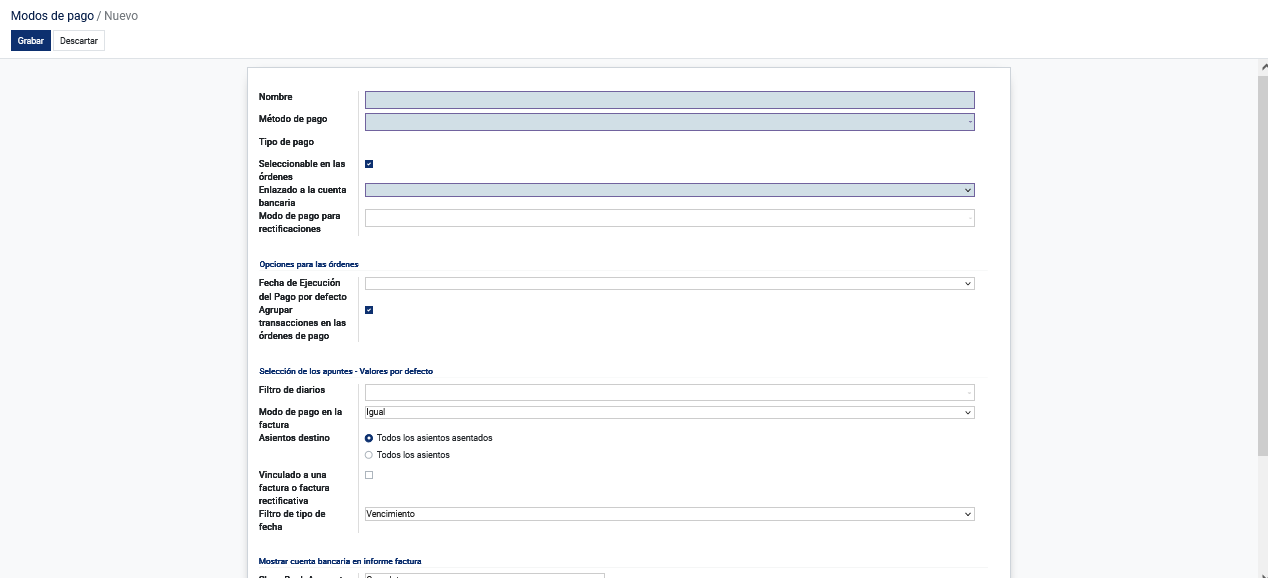 Modos de pago / Nuevo
Grabar Descartar
Nombre
Método de pago
Tipo de pago
Seleccionable en las
órdenes
Enlazado a la cuenta
bancaria
Modo de pago para
rectificaciones
Opciones para las órdenes
Fecha de Ejecución
del Pago por defecto
Agrupar
transacciones en las
órdenes de pago
Selección de los apuntes - Valores por defecto
Filtro de diarios
Modo de pago en la
factura
Igual
Asientos destino
Todos los asientos asentados
Todos los asientos
Vinculado a una
factura o factura
rectificativa
Filtro de tipo de
fecha
Vencimiento
Mostrar cuenta bancaria en informe factura